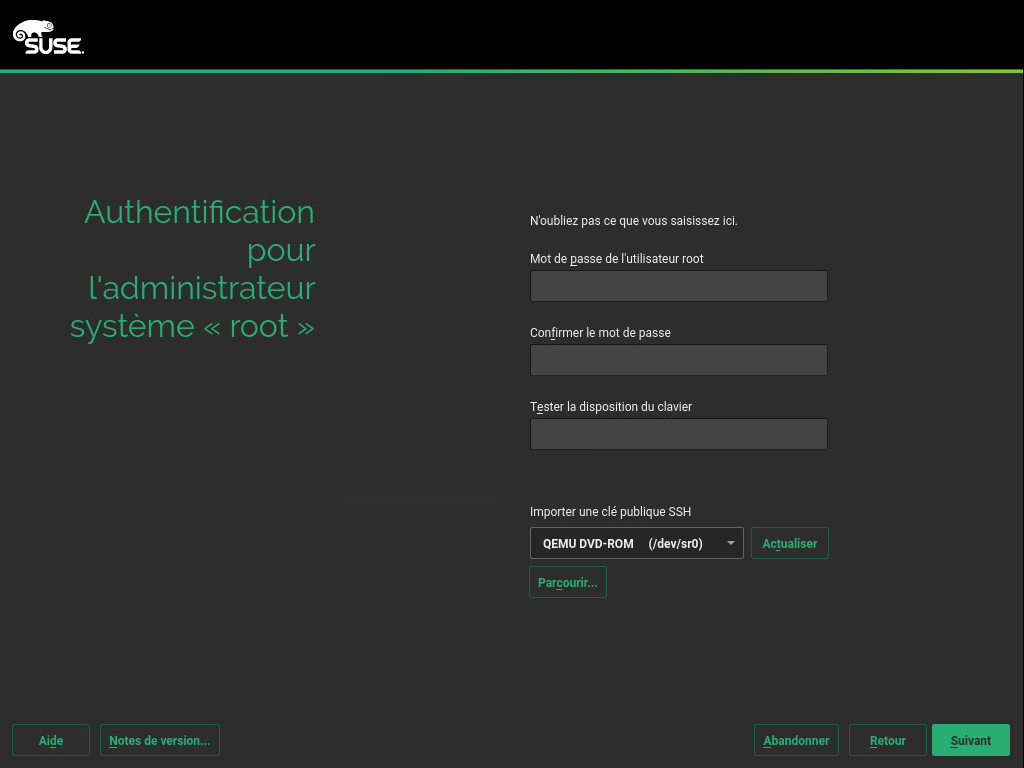 SUSE.
Authentification
pour
l'administrateur
système « root »
N'oubliez pas ce que vous saisissez ici.
Mot de passe de l'utilisateur root
Confirmer le mot de passe
Tester la disposition du clavier
Importer une clé publique SSH
QEMU DVD-ROM (/dev/sr0)
Actualiser
Parcourir...
Aide
Notes de version...
Abandonner
Retour
Suivant